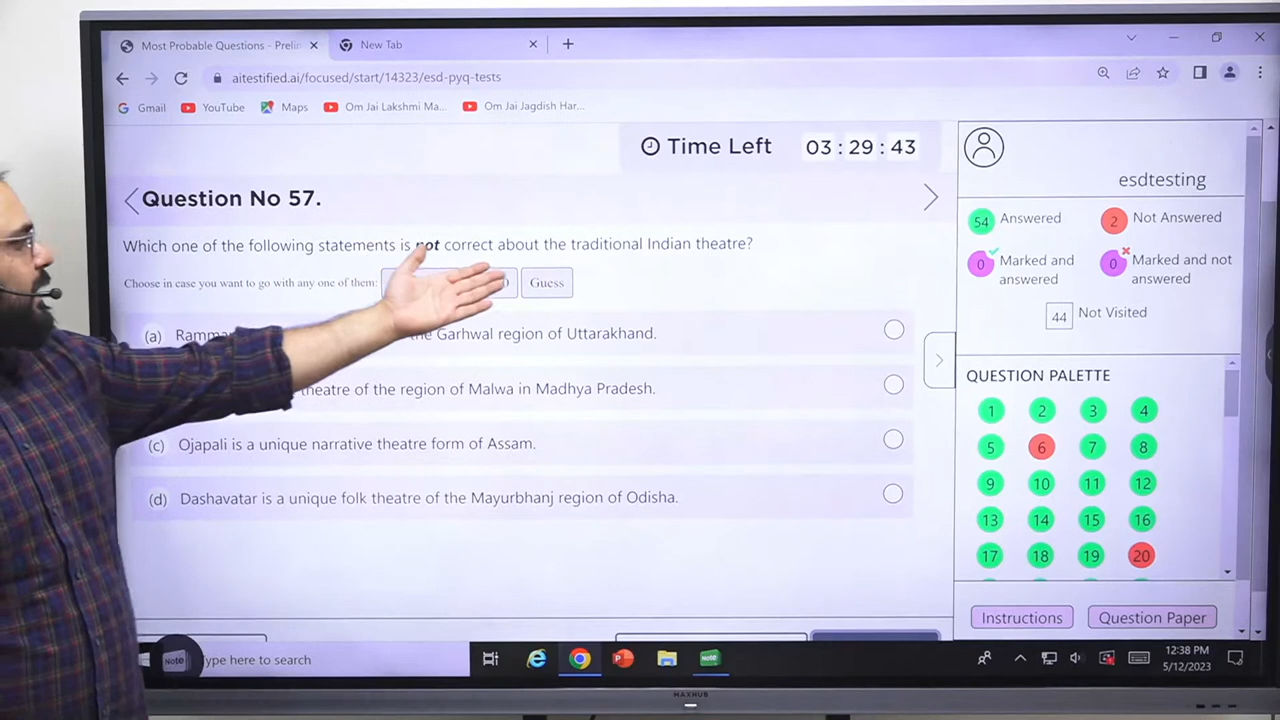 Most Probable Questions - Prelin
New Tab
aitestified.ai/focused/start/14323/esd-pyq-tests
Gmail YouTube Maps Om Jai Lakshmi Ma... Om Jai Jagdish Har...
Time Left 03 : 29 : 43
esdtesting
Question No 57.
54 Answered 2 Not Answered
0 Marked and answered
0 Marked and not answered
44 Not Visited
Which one of the following statements is not correct about the traditional Indian theatre?
Choose in case you want to go with any one of them: Guess
(a) Garhwal region of Uttarakhand.
theatre of the region of Malwa in Madhya Pradesh.
(c) Ojapali is a unique narrative theatre form of Assam.
(d) Dashavatar is a unique folk theatre of the Mayurbhanj region of Odisha.
QUESTION PALETTE
1 2 3 4
5 6 7 8
9 10 11 12
13 14 15 16
17 18 19 20
Instructions Question Paper
Note
ype here to search
Note
12:38 PM
5/12/2023
MAXHUB